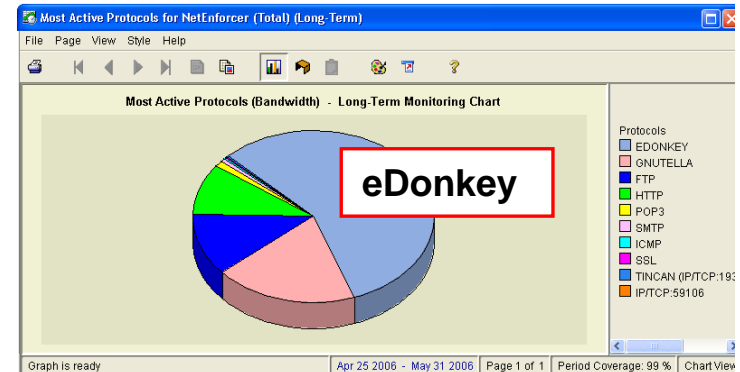 Most Active Protocols for NetEnforcer (Total) (Long-Term)
File Page View Style Help
Most Active Protocols (Bandwidth) - Long-Term Monitoring Chart
eDonkey
Protocols
EDONKEY
GNUTELLA
FTP
HTTP
POP3
SMTP
ICMP
SSL
TINCAN (IP/TCP:193
IP/TCP:59106
Graph is ready
Apr 25 2006 - May 31 2006
Page 1 of 1
Period Coverage: 99 %
Chart View